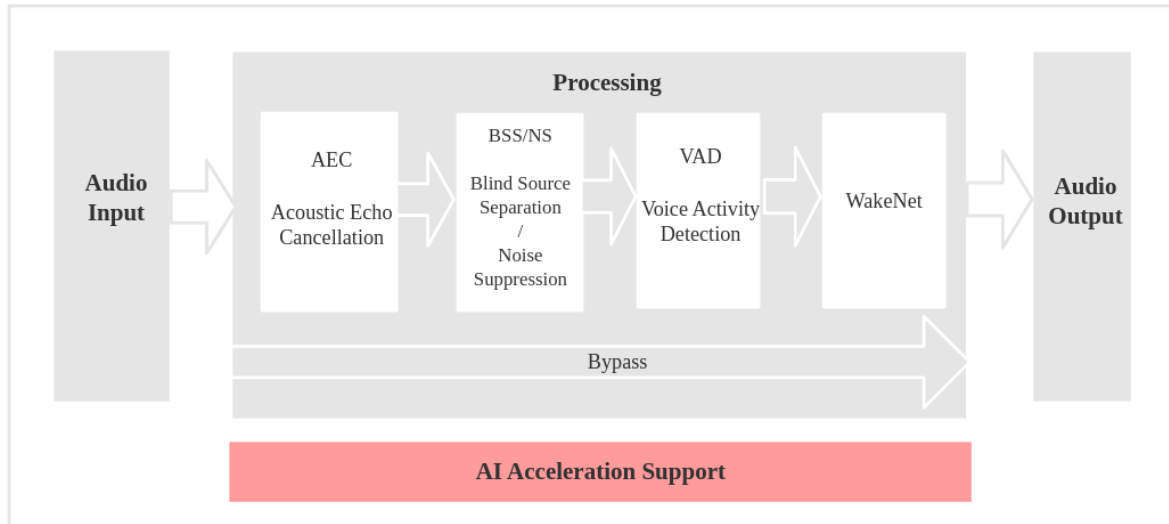 Processing
Audio
Input
AEC
Acoustic Echo
Cancellation
BSS/NS
Blind Source
Separation
/
Noise
Suppression
VAD
Voice Activity
Detection
WakeNet
Audio
Output
Bypass
AI Acceleration Support